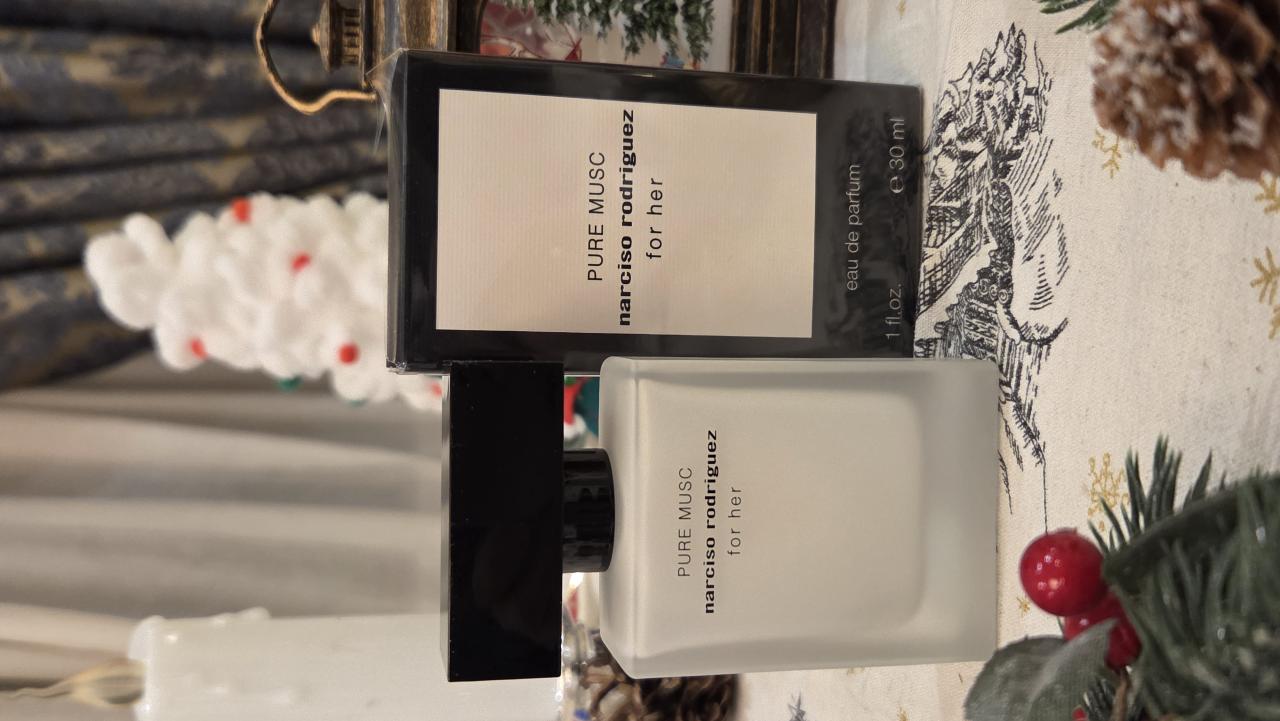 PURE MUSC
narciso rodriguez
for her
eau de parfum
1 fl.oz. ℮ 30 ml
PURE MUSC
narciso rodriguez
for her